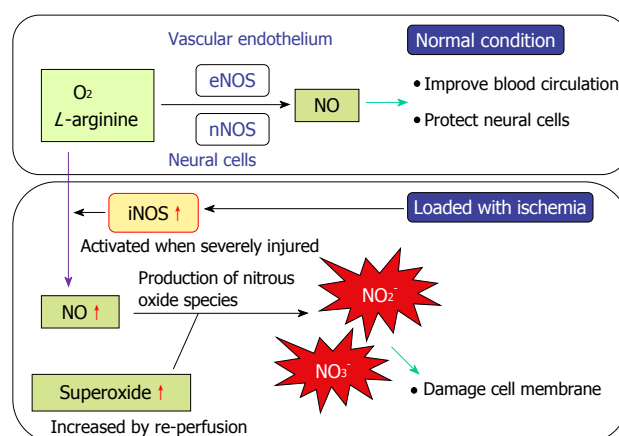 Vascular endothelium
Normal condition
O2
L-arginine
eNOS
nNOS
Neural cells
NO
• Improve blood circulation
• Protect neural cells
iNOS ↑
Activated when severely injured
Loaded with ischemia
NO ↑
Production of nitrous
oxide species
NO2-
NO3-
Superoxide ↑
Increased by re-perfusion
• Damage cell membrane